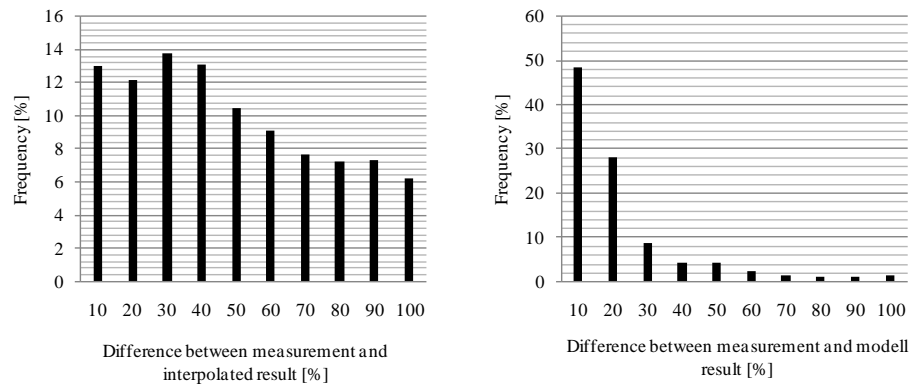 16
14
12
10
8
6
4
2
0
Frequency [%]
10 20 30 40 50 60 70 80 90 100
Difference between measurement and
interpolated result [%]
60
50
40
30
20
10
0
Frequency [%]
10 20 30 40 50 60 70 80 90 100
Difference between measurement and modell
result [%]